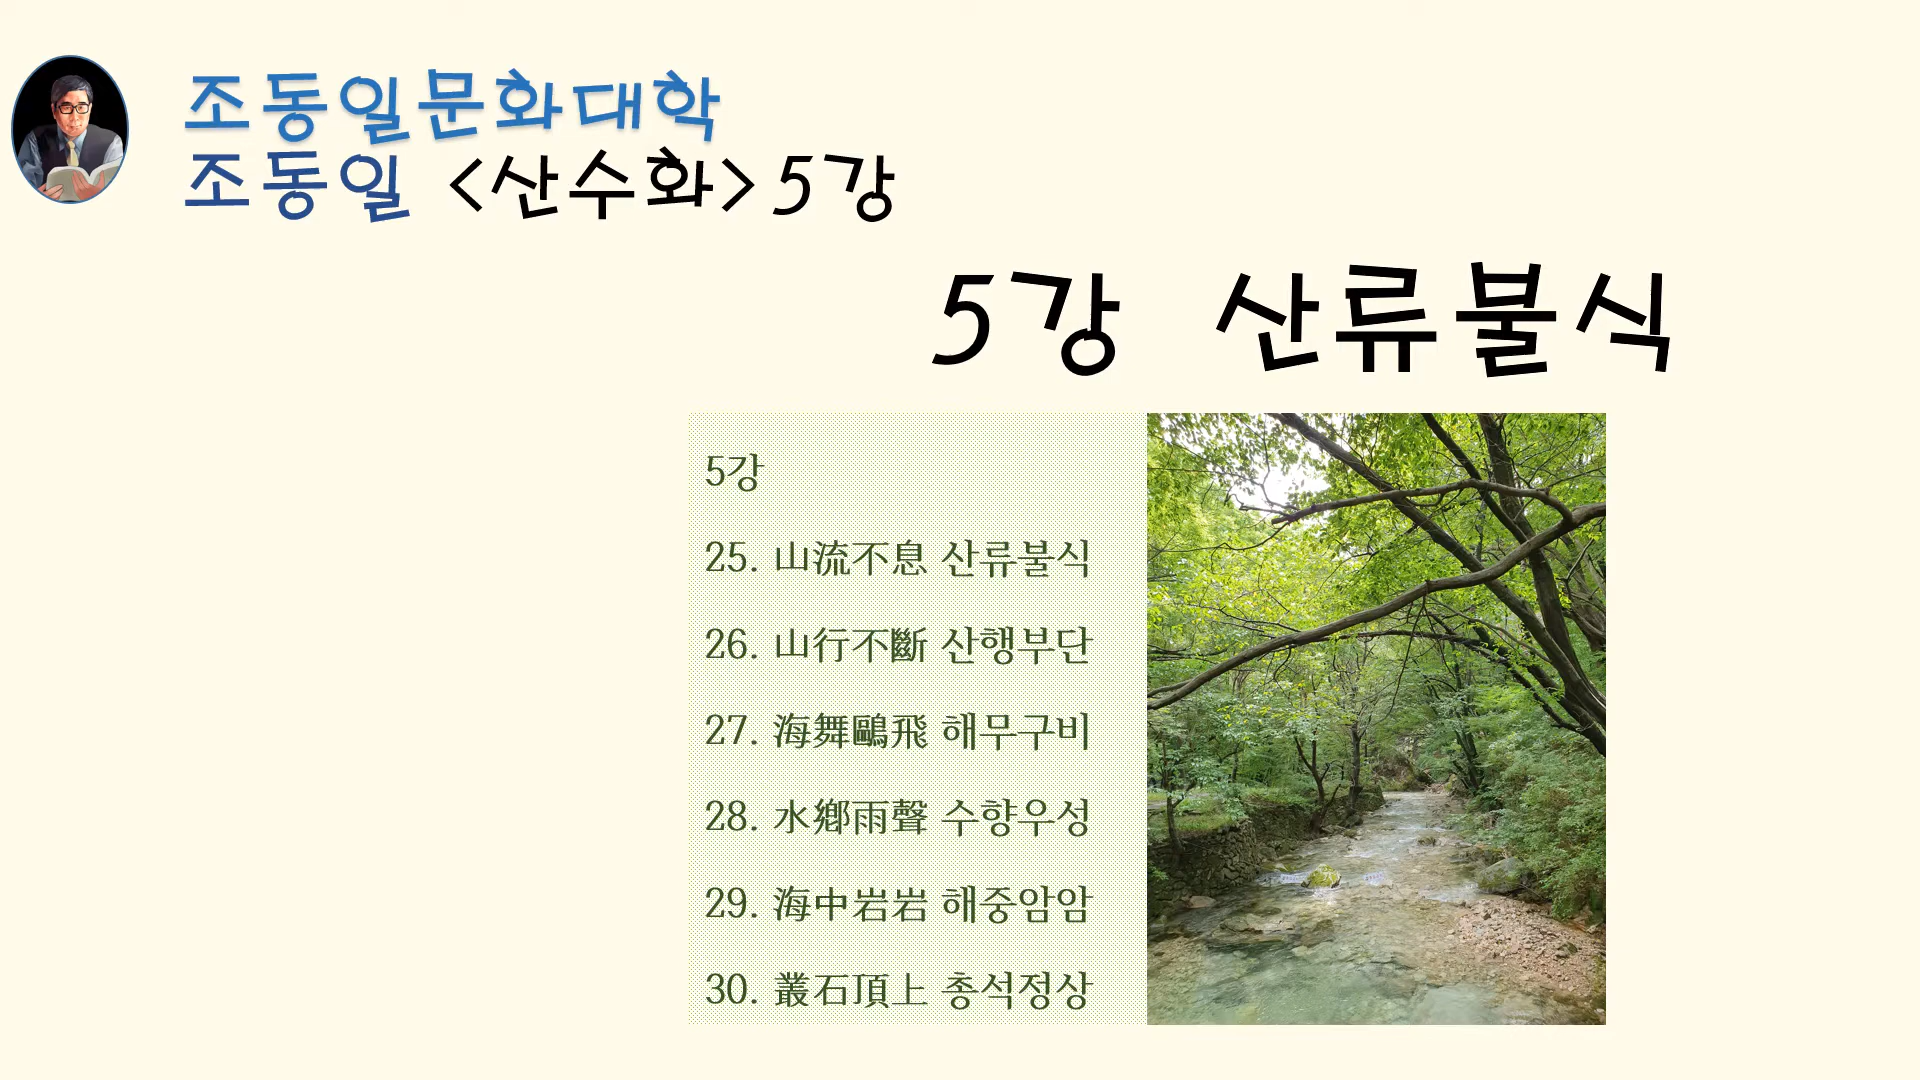 조동일문화대학
조동일 <산수화>5강
5강 산류불식
5강
25. 山流不息 산류불식
26. 山行不斷 산행부단
27. 海舞鷗飛 해무구비
28. 水鄕雨聲 수향우성
29. 海中岩岩 해중암암
30. 叢石頂上 총석정상